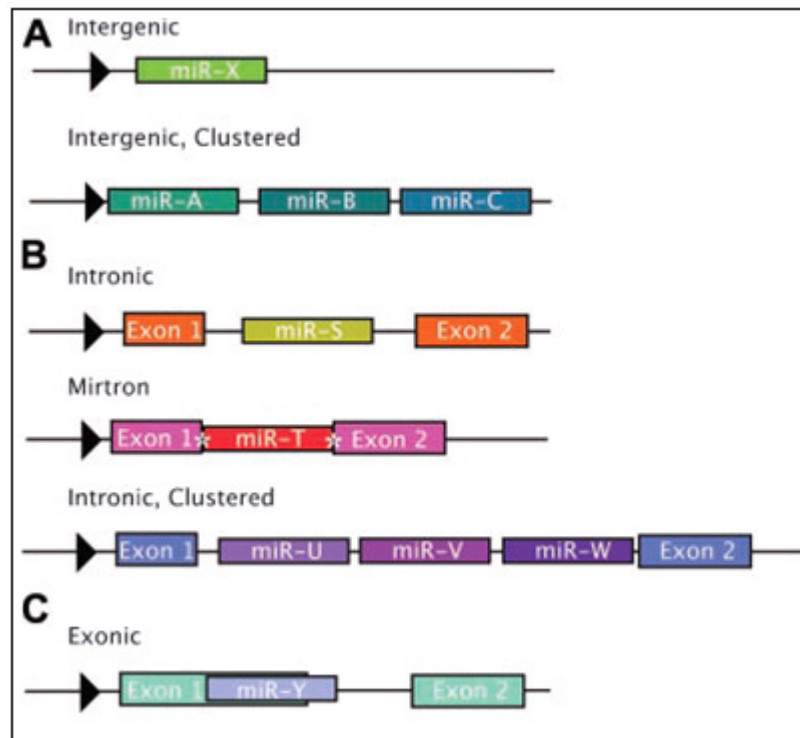 A Intergenic
miR-X
Intergenic, Clustered
miR-A miR-B miR-C
B
Intronic
Exon 1 miR-S Exon 2
Mirtron
Exon 1 miR-T Exon 2
Intronic, Clustered
Exon 1 miR-U miR-V miR-W Exon 2
C
Exonic
Exon 1 miR-Y Exon 2